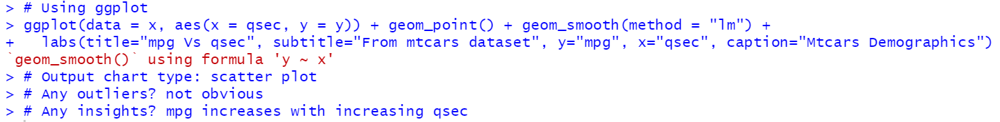 > # Using ggplot
> ggplot(data = x, aes(x = qsec, y = y)) + geom_point() + geom_smooth(method = "lm") +
+   labs(title="mpg Vs qsec", subtitle="From mtcars dataset", y="mpg", x="qsec", caption="Mtcars Demographics")
`geom_smooth()` using formula 'y ~ x'
> # Output chart type: scatter plot
> # Any outliers? not obvious
> # Any insights? mpg increases with increasing qsec